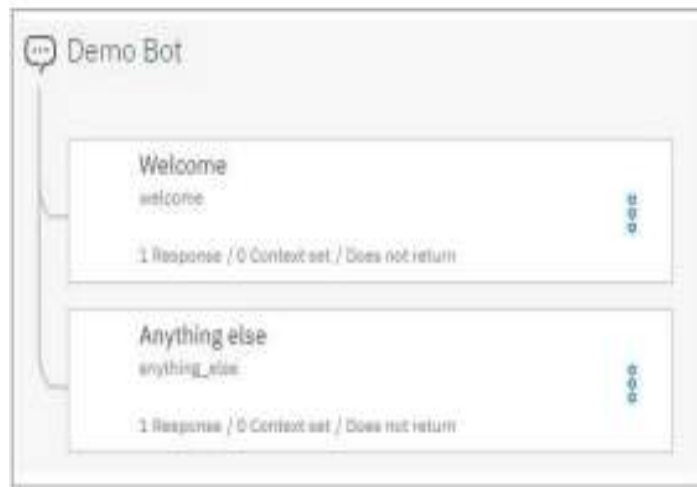 Demo Bot
Welcome
welcome
1 Response / 0 Context set / Does not return
Anything else
anything_else
1 Response / 0 Context set / Does not return